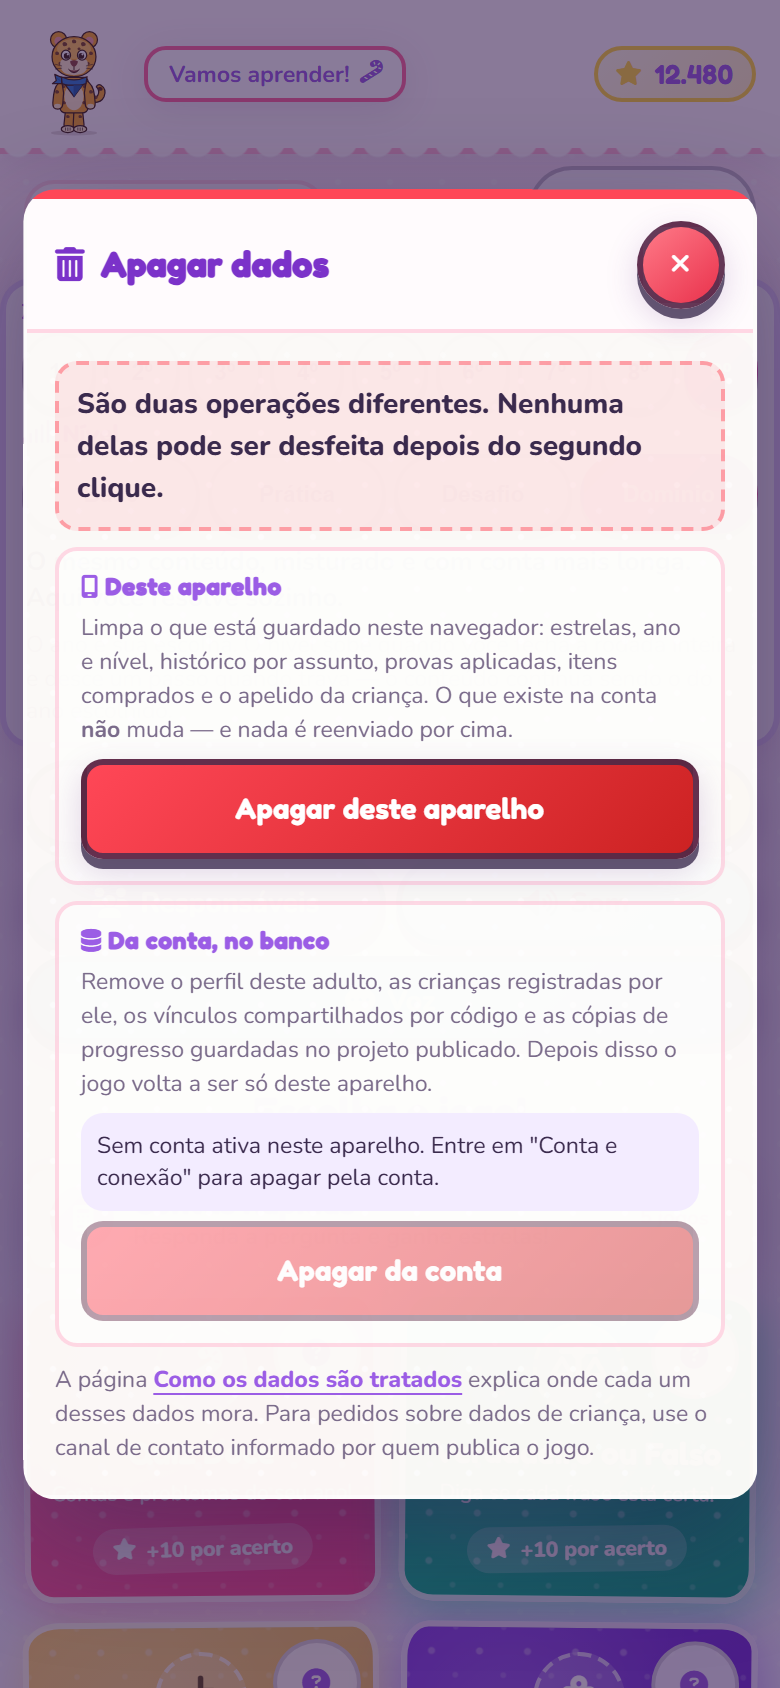 Vamos aprender!
12.480
Apagar dados
São duas operações diferentes. Nenhuma
delas pode ser desfeita depois do segundo
clique.
Deste aparelho
Limpa o que está guardado neste navegador: estrelas, ano
e nível, histórico por assunto, provas aplicadas, itens
comprados e o apelido da criança. O que existe na conta
não muda — e nada é reenviado por cima.
Apagar deste aparelho
Da conta, no banco
Remove o perfil deste adulto, as crianças registradas por
ele, os vínculos compartilhados por código e as cópias de
progresso guardadas no projeto publicado. Depois disso o
jogo volta a ser só deste aparelho.
Sem conta ativa neste aparelho. Entre em "Conta e
conexão" para apagar pela conta.
Apagar da conta
A página Como os dados são tratados explica onde cada um
desses dados mora. Para pedidos sobre dados de criança, use o
canal de contato informado por quem publica o jogo.
+10 por acerto
+10 por acerto
?
?